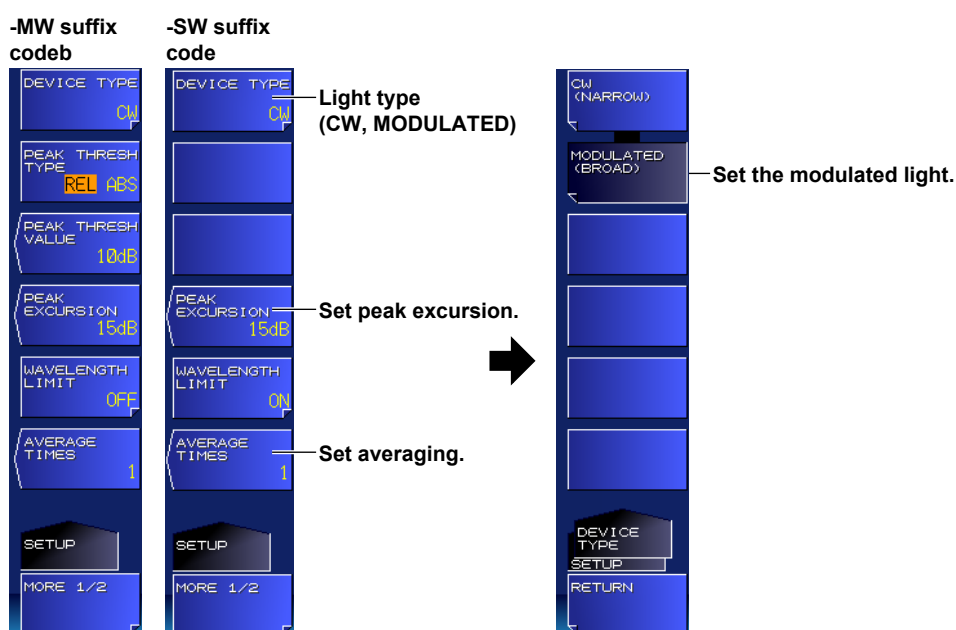 -MW suffix
codeb
DEVICE TYPE
CW
PEAK THRESH
TYPE
REL ABS
PEAK THRESH
VALUE
10dB
PEAK
EXCURSION
15dB
WAVELENGTH
LIMIT
OFF
AVERAGE
TIMES
1
SETUP
MORE 1/2
-SW suffix
code
DEVICE TYPE
CW
PEAK
EXCURSION
15dB
WAVELENGTH
LIMIT
ON
AVERAGE
TIMES
1
SETUP
MORE 1/2
Light type
(CW, MODULATED)
Set peak excursion.
Set averaging.
CW
(NARROW)
MODULATED
(BROAD)
DEVICE
TYPE
SETUP
RETURN
Set the modulated light.